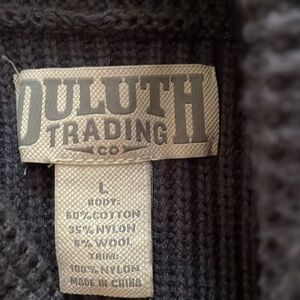 DULUTH
TRADING
CO
L
BODY:
60%COTTON
35%NYLON
5%WOOL
TRIM:
100%NYLON
MADE IN CHINA